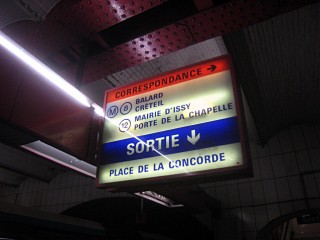 CORRESPONDANCE →
M 8 BALARD
CRÉTEIL
12 MAIRIE D'ISSY
PORTE DE LA CHAPELLE
SORTIE ↓
PLACE DE LA CONCORDE